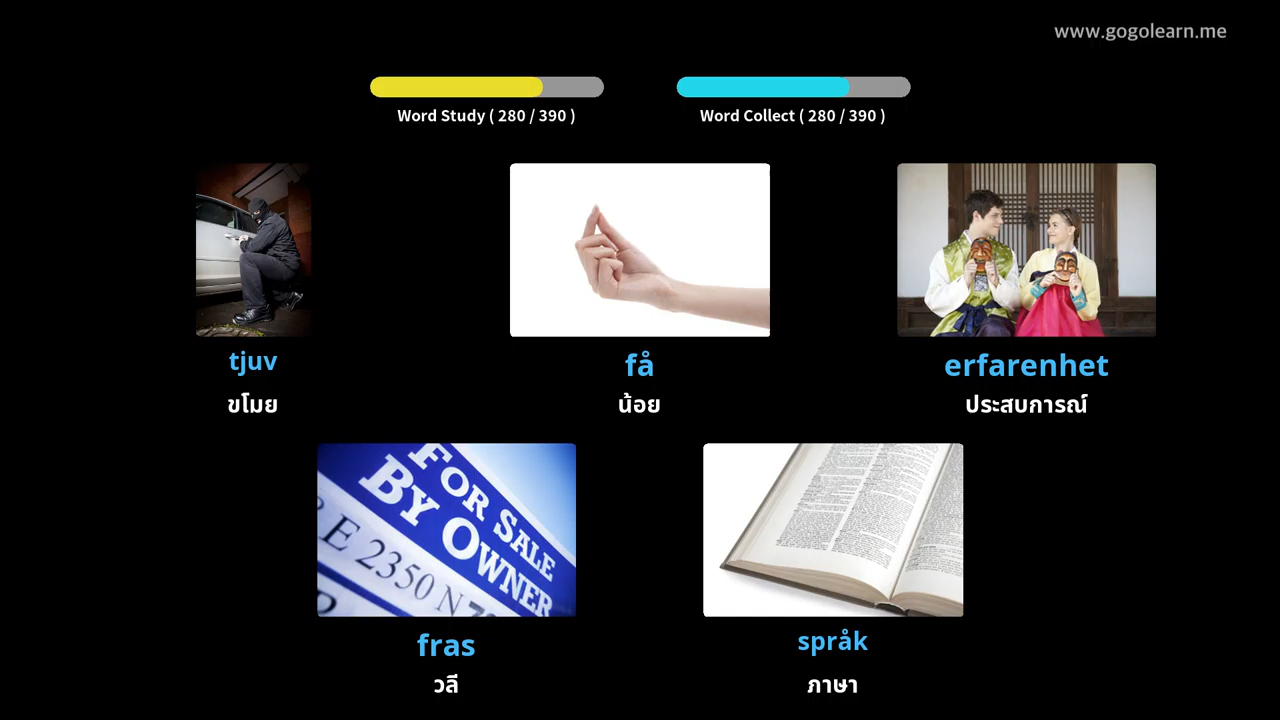 www.gogolearn.me
Word Study ( 280 / 390 )
Word Collect ( 280 / 390 )
tjuv
ขโมย
få
น้อย
erfarenhet
ประสบการณ์
FOR SALE
BY OWNER
E 2350 N
fras
วลี
språk
ภาษา